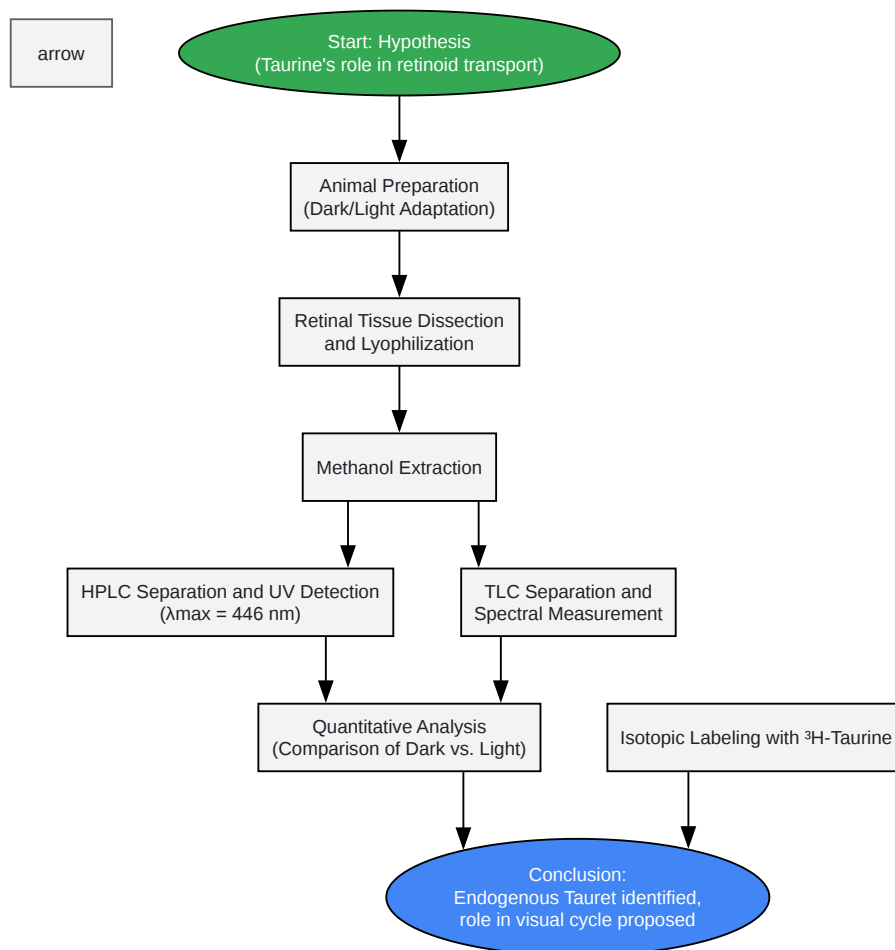 arrow
Start: Hypothesis
(Taurine's role in retinoid transport)
Animal Preparation
(Dark/Light Adaptation)
Retinal Tissue Dissection
and Lyophilization
Methanol Extraction
HPLC Separation and UV Detection
(λmax = 446 nm)
TLC Separation and
Spectral Measurement
Quantitative Analysis
(Comparison of Dark vs. Light)
Isotopic Labeling with ³H-Taurine
Conclusion:
Endogenous Tauret identified,
role in visual cycle proposed